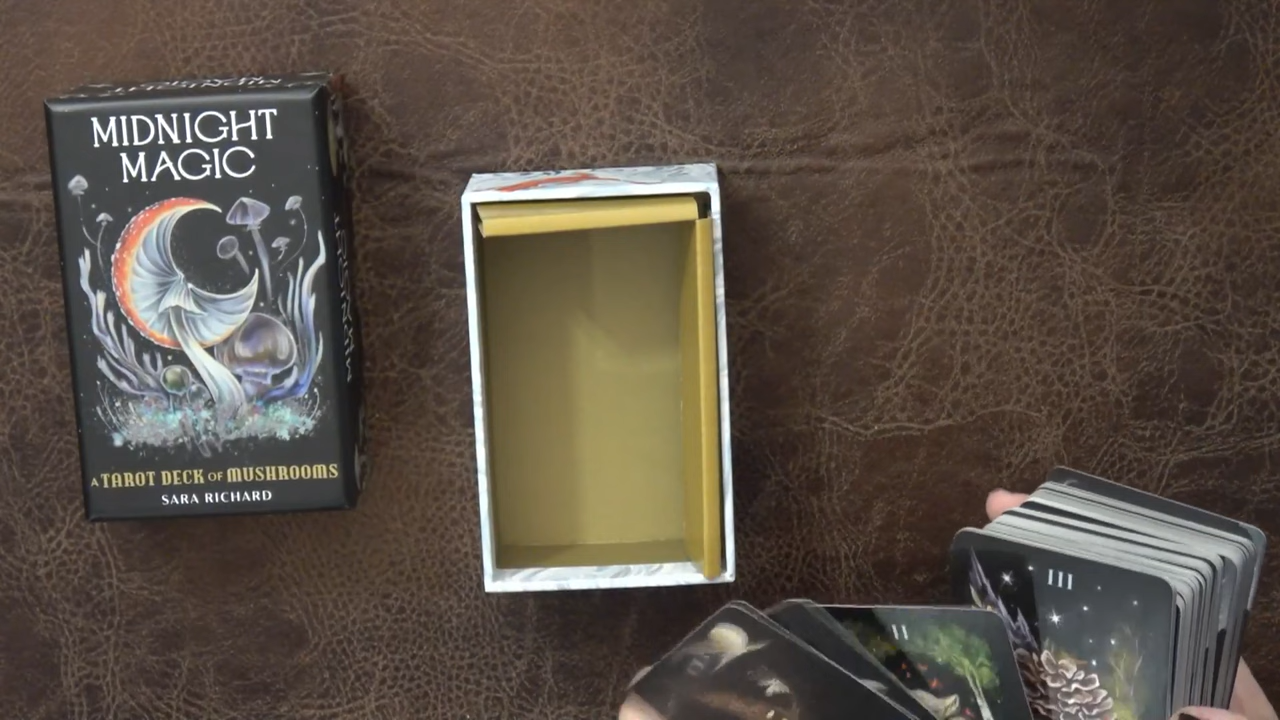 MIDNIGHT
MAGIC
A TAROT DECK OF MUSHROOMS
SARA RICHARD
II
III